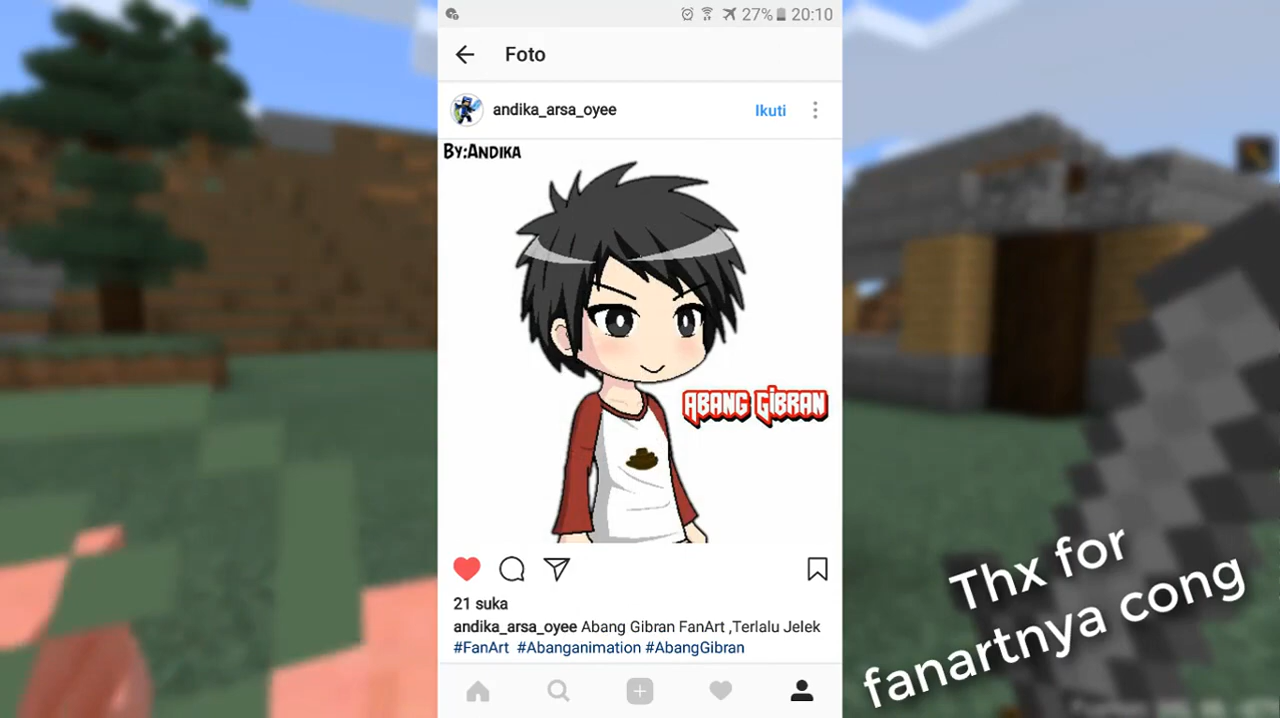 27% 20:10
Foto
andika_arsa_oyee
Ikuti
By:Andika
ABANG GIBRAN
21 suka
andika_arsa_oyee Abang Gibran FanArt ,Terlalu Jelek
#FanArt #Abanganimation #AbangGibran
Thx for
fanartnya cong